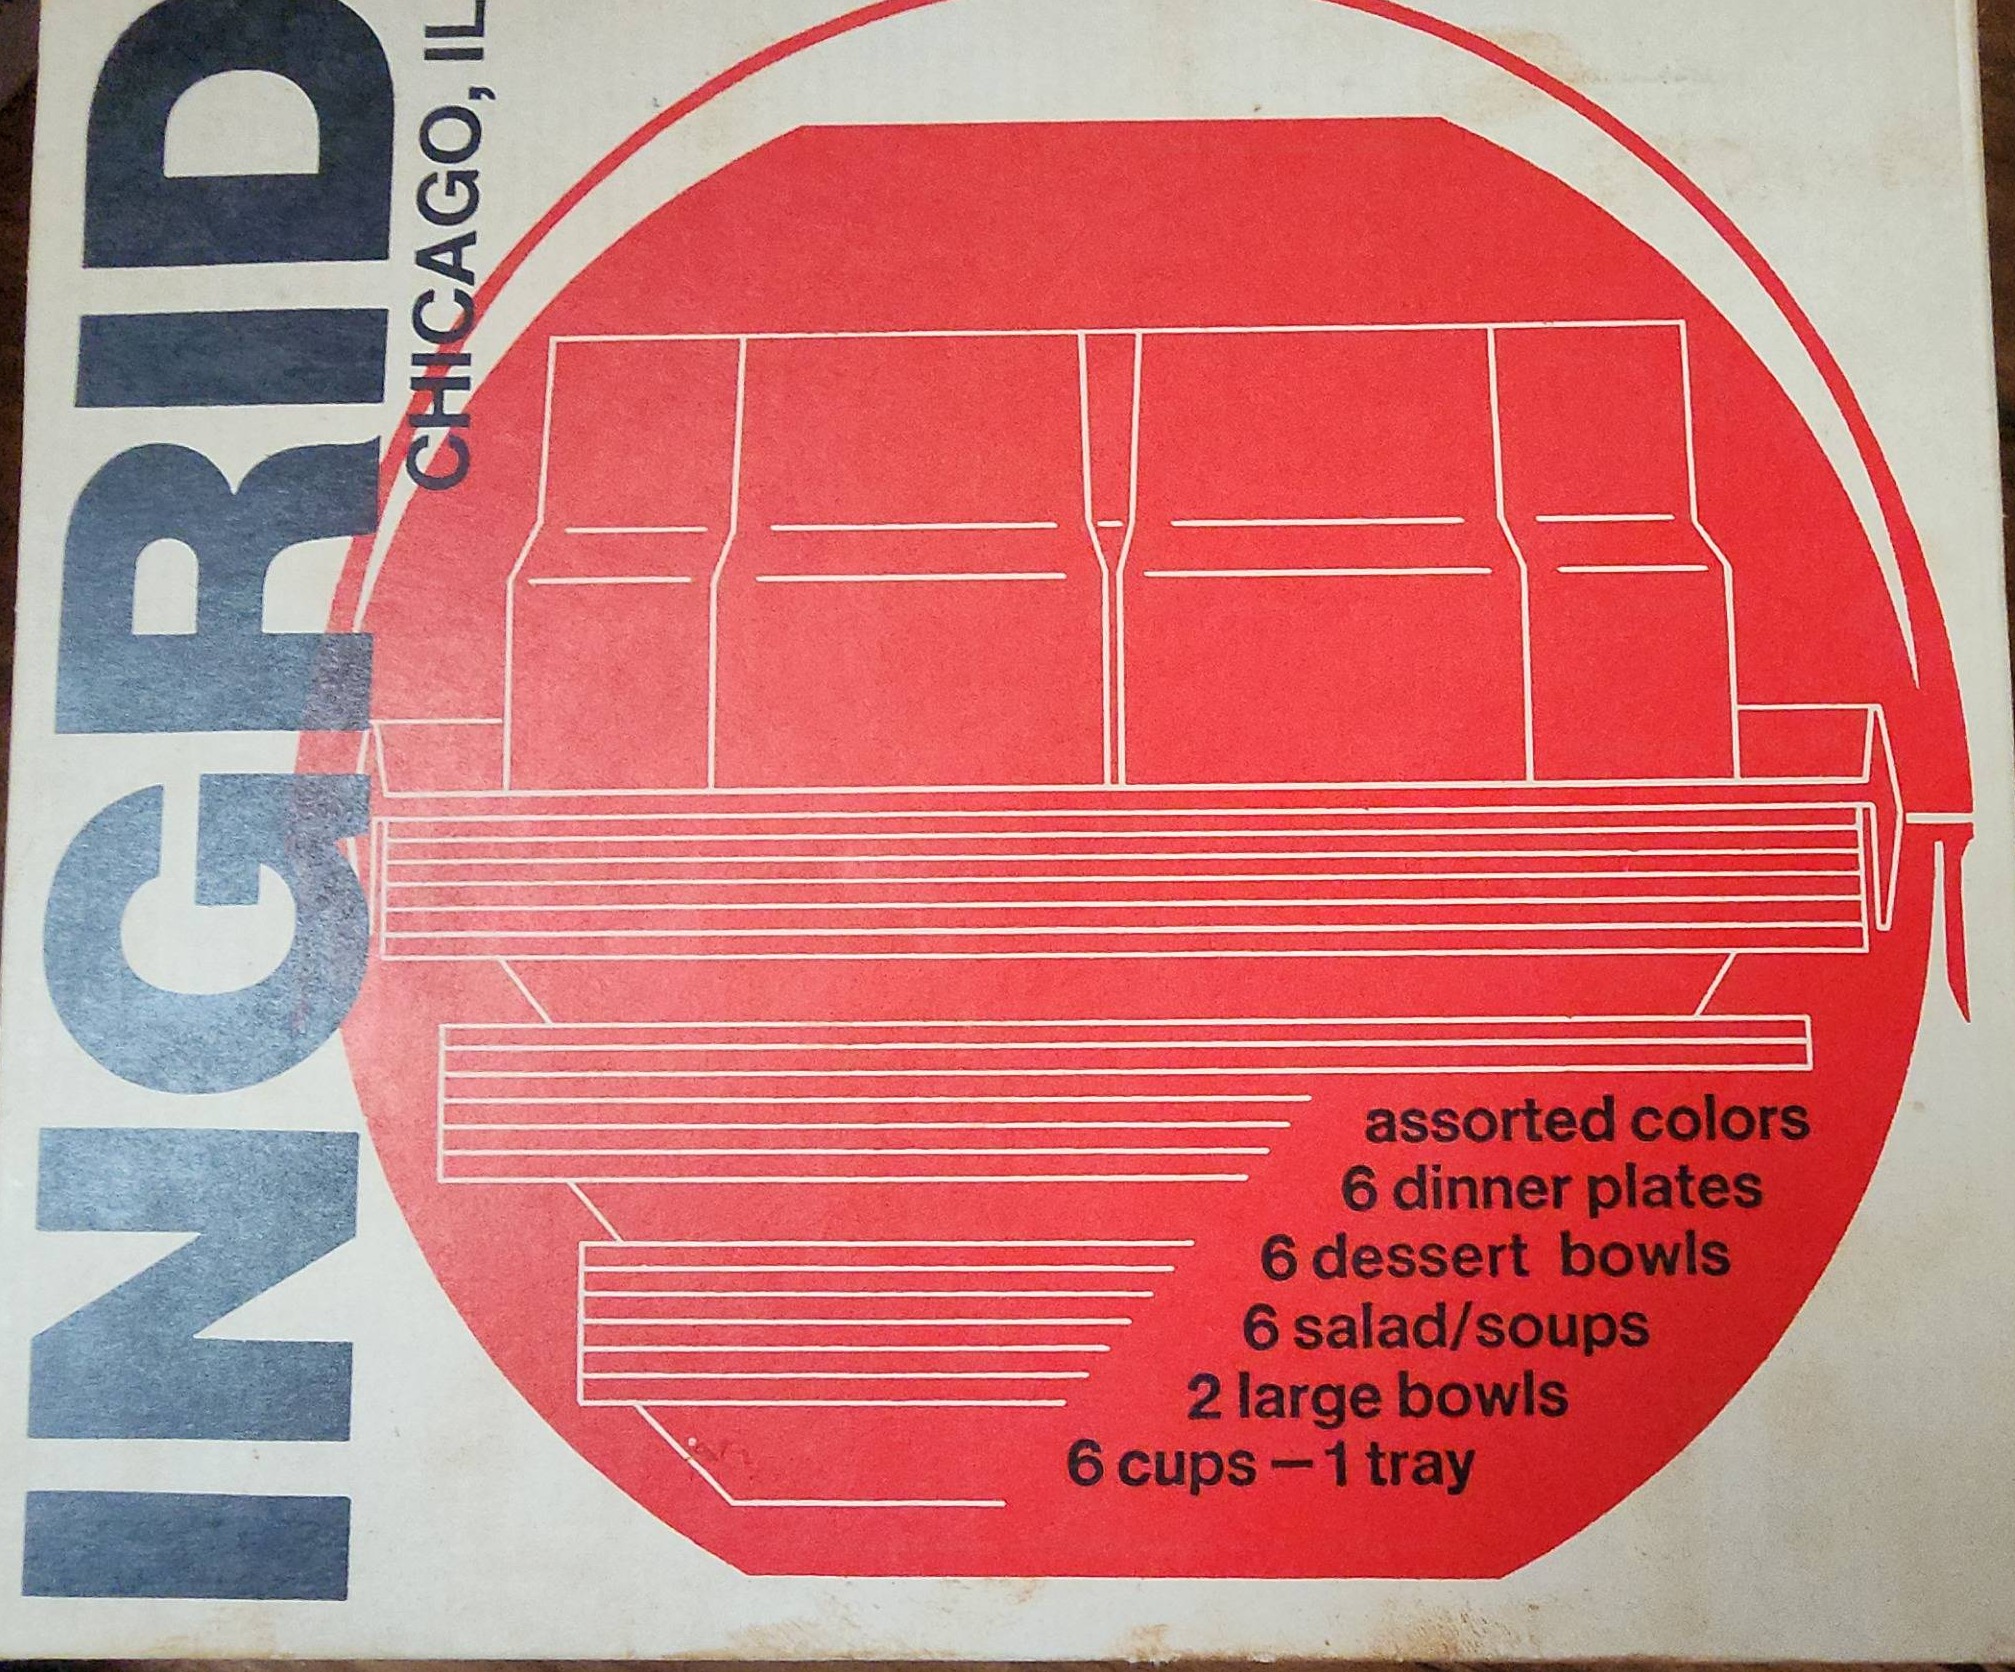 INGRID
CHICAGO, IL
assorted colors
6 dinner plates
6 dessert bowls
6 salad/soups
2 large bowls
6 cups – 1 tray